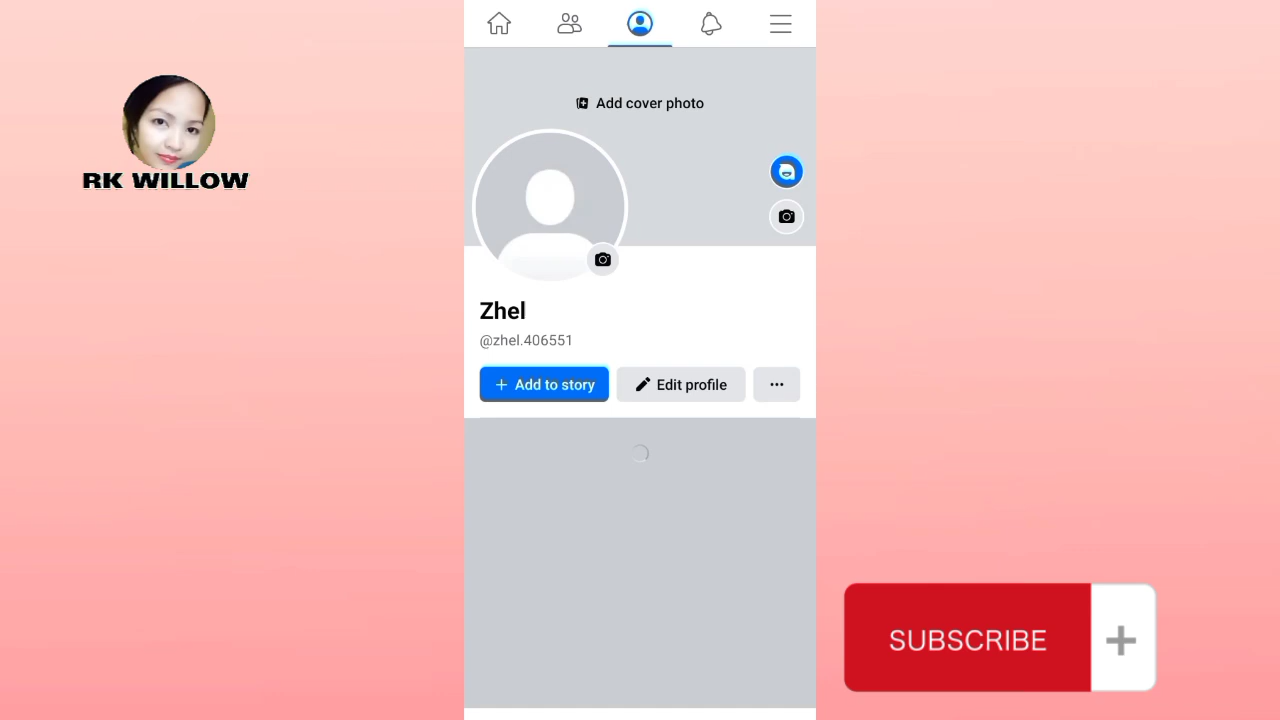 Add cover photo
RK WILLOW
Zhel
@zhel.406551
Add to story
Edit profile
SUBSCRIBE